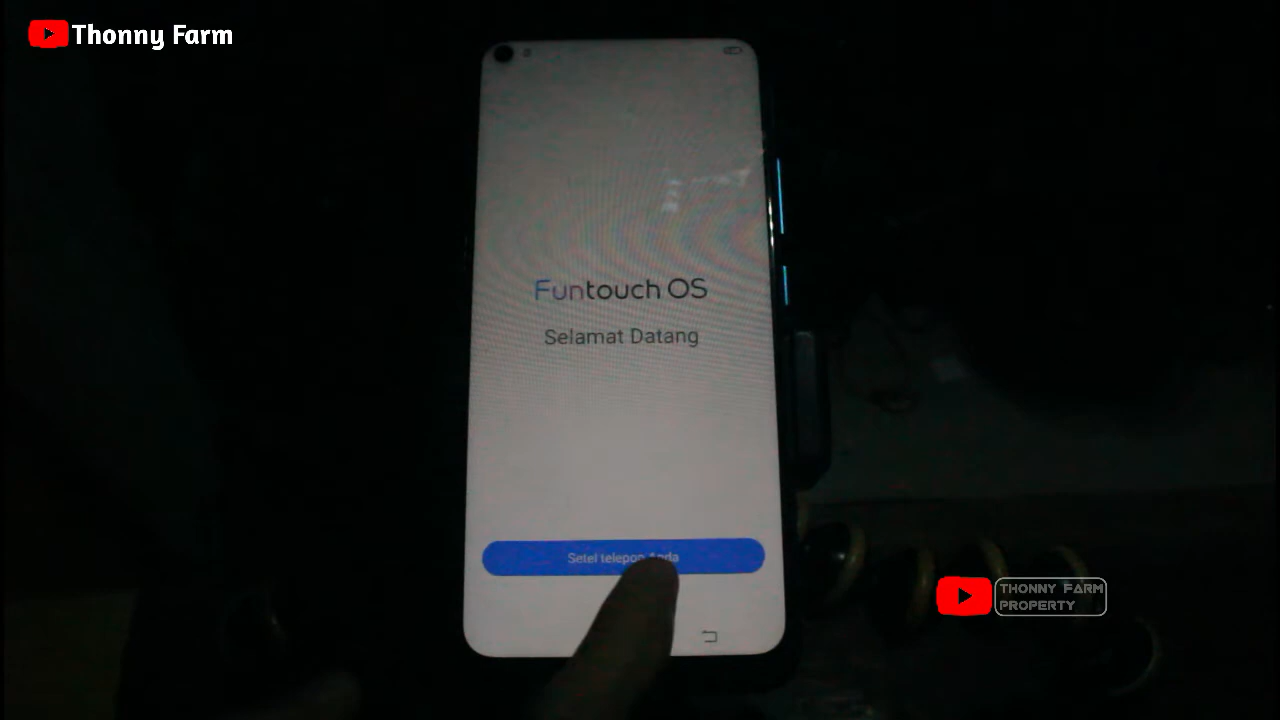 Thonny Farm
Funtouch OS
Selamat Datang
Setel telepon Anda
THONNY FARM
PROPERTY